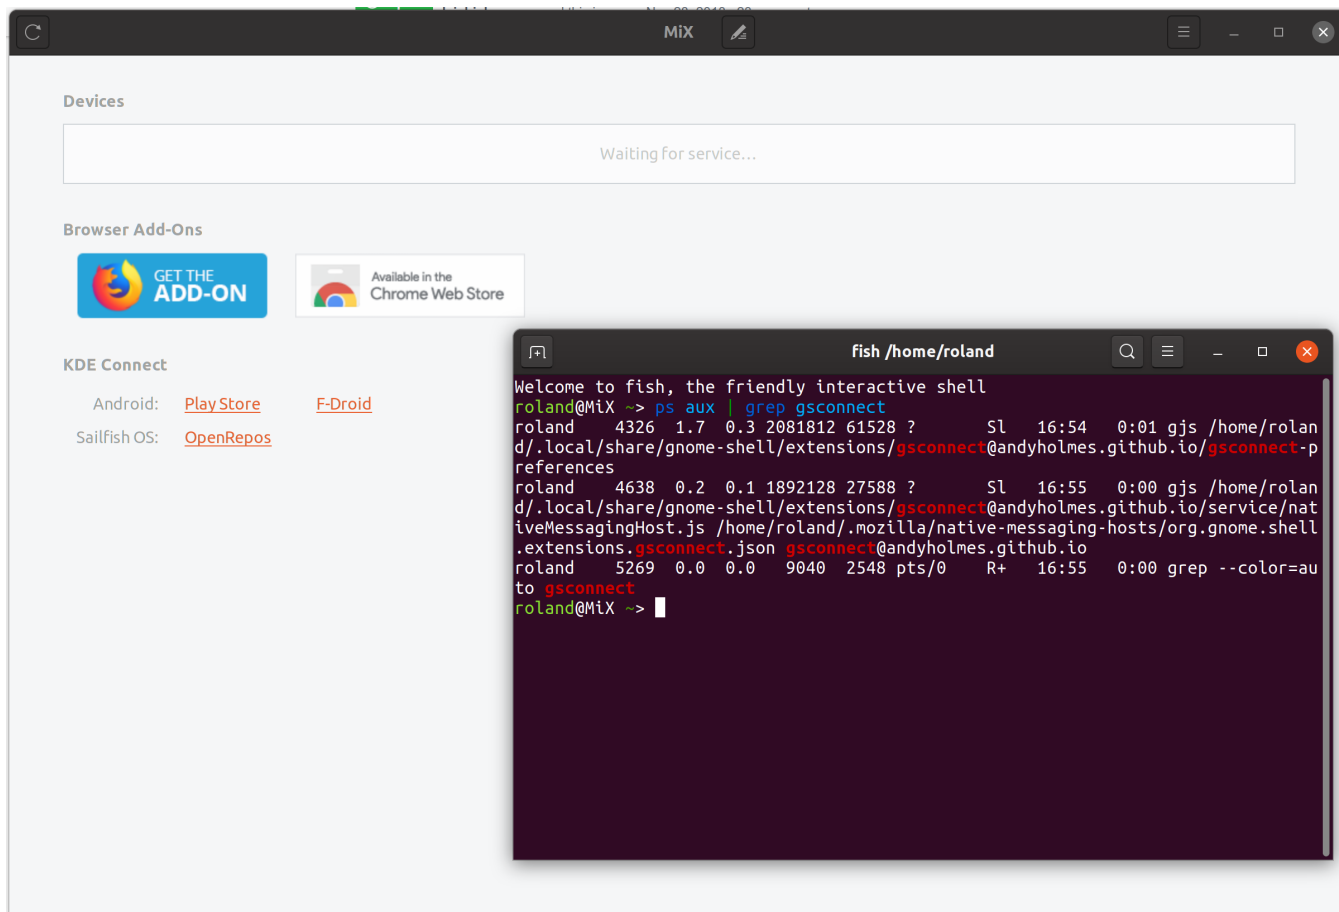 MiX
Devices
Waiting for service...
Browser Add-Ons
GET THE
ADD-ON
Available in the
Chrome Web Store
KDE Connect
Android: Play Store F-Droid
Sailfish OS: OpenRepos
fish /home/roland
Welcome to fish, the friendly interactive shell
roland@MiX ~> ps aux | grep gsconnect
roland 4326 1.7 0.3 2081812 61528 ? Sl 16:54 0:01 gjs /home/rolan
d/.local/share/gnome-shell/extensions/gsconnect@andyholmes.github.io/gsconnect-p
references
roland 4638 0.2 0.1 1892128 27588 ? Sl 16:55 0:00 gjs /home/rolan
d/.local/share/gnome-shell/extensions/gsconnect@andyholmes.github.io/service/nat
iveMessagingHost.js /home/roland/.mozilla/native-messaging-hosts/org.gnome.shell
.extensions.gsconnect.json gsconnect@andyholmes.github.io
roland 5269 0.0 0.0 9040 2548 pts/0 R+ 16:55 0:00 grep --color=au
to gsconnect
roland@MiX ~>